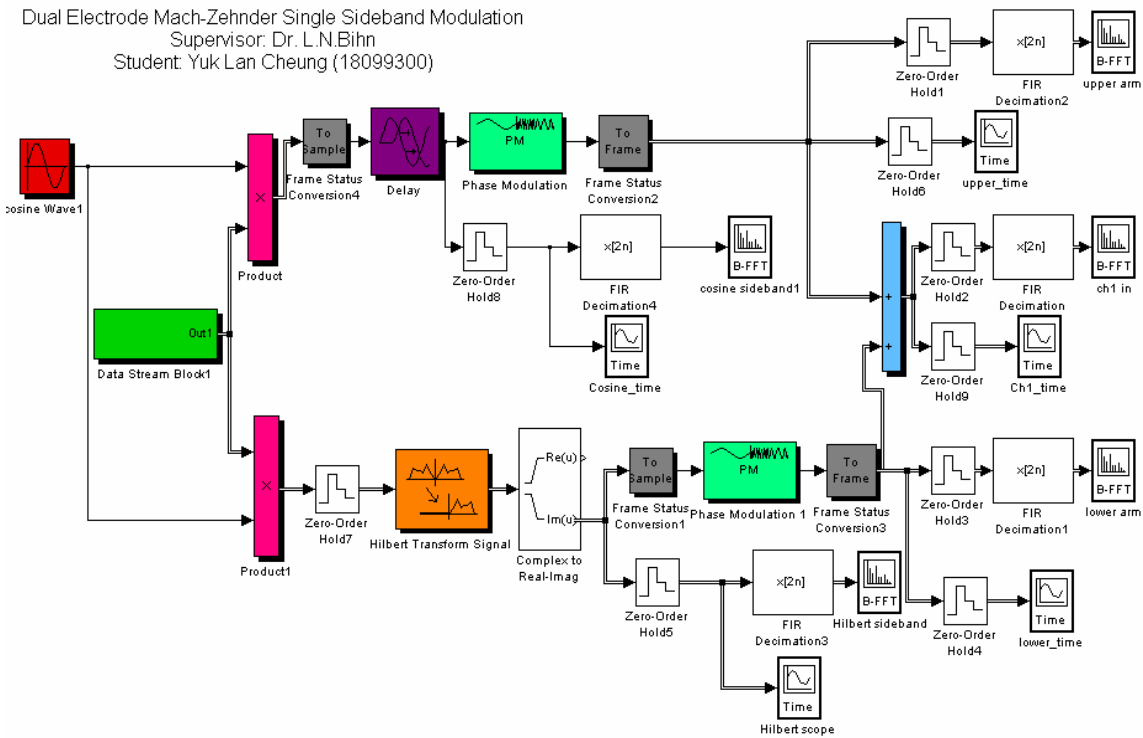 Dual Electrode Mach-Zehnder Single Sideband Modulation
Supervisor: Dr. L.N.Bihn
Student: Yuk Lan Cheung (18099300)
cosine Wave1
×
Product
To
Sample
Frame Status
Conversion4
Delay
PM
Phase Modulation
To
Frame
Frame Status
Conversion2
Zero-Order
Hold1
x[2n]
FIR
Decimation2
B-FFT
upper arm
Zero-Order
Hold6
Time
upper_time
Zero-Order
Hold8
x[2n]
FIR
Decimation4
B-FFT
cosine sideband1
Time
Cosine_time
+
+
Zero-Order
Hold2
x[2n]
FIR
Decimation
B-FFT
ch1 in
Zero-Order
Hold9
Time
Ch1_time
Out1
Data Stream Block1
×
Product1
Zero-Order
Hold7
Hilbert Transform Signal
Re(u)
Im(u)
Complex to
Real-Imag
To
Sample
Frame Status
Conversion1
PM
Phase Modulation 1
To
Frame
Frame Status
Conversion3
Zero-Order
Hold3
x[2n]
FIR
Decimation1
B-FFT
lower arm
Zero-Order
Hold5
x[2n]
FIR
Decimation3
B-FFT
Hilbert sideband
Zero-Order
Hold4
Time
lower_time
Time
Hilbert scope